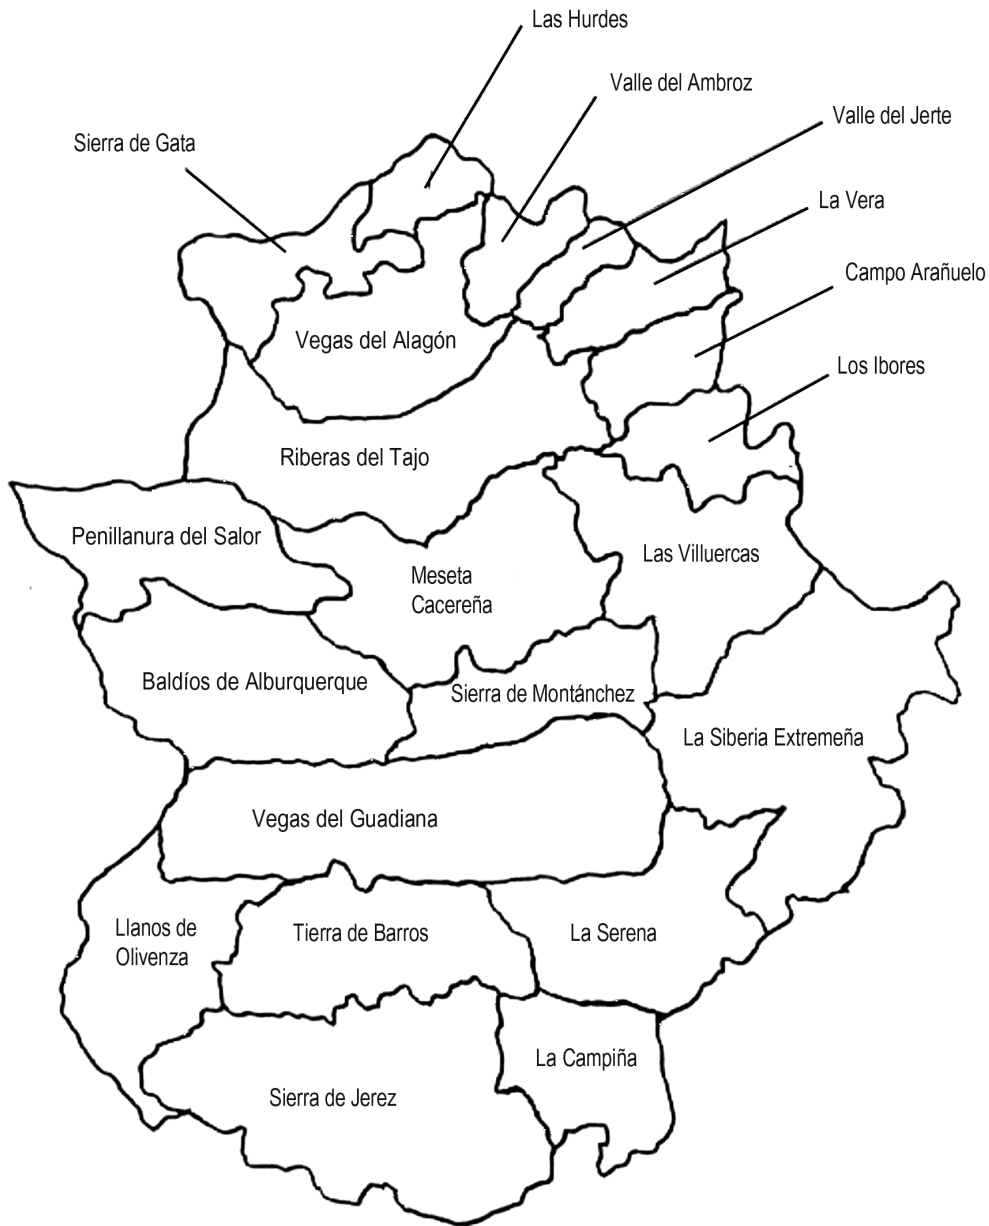 Las Hurdes
Valle del Ambroz
Valle del Jerte
Sierra de Gata
La Vera
Campo Arañuelo
Vegas del Alagón
Los Ibores
Riberas del Tajo
Penillanura del Salor
Las Villuercas
Meseta
Cacereña
Baldíos de Alburquerque
Sierra de Montánchez
La Siberia Extremeña
Vegas del Guadiana
Llanos de
Olivenza
Tierra de Barros
La Serena
La Campiña
Sierra de Jerez